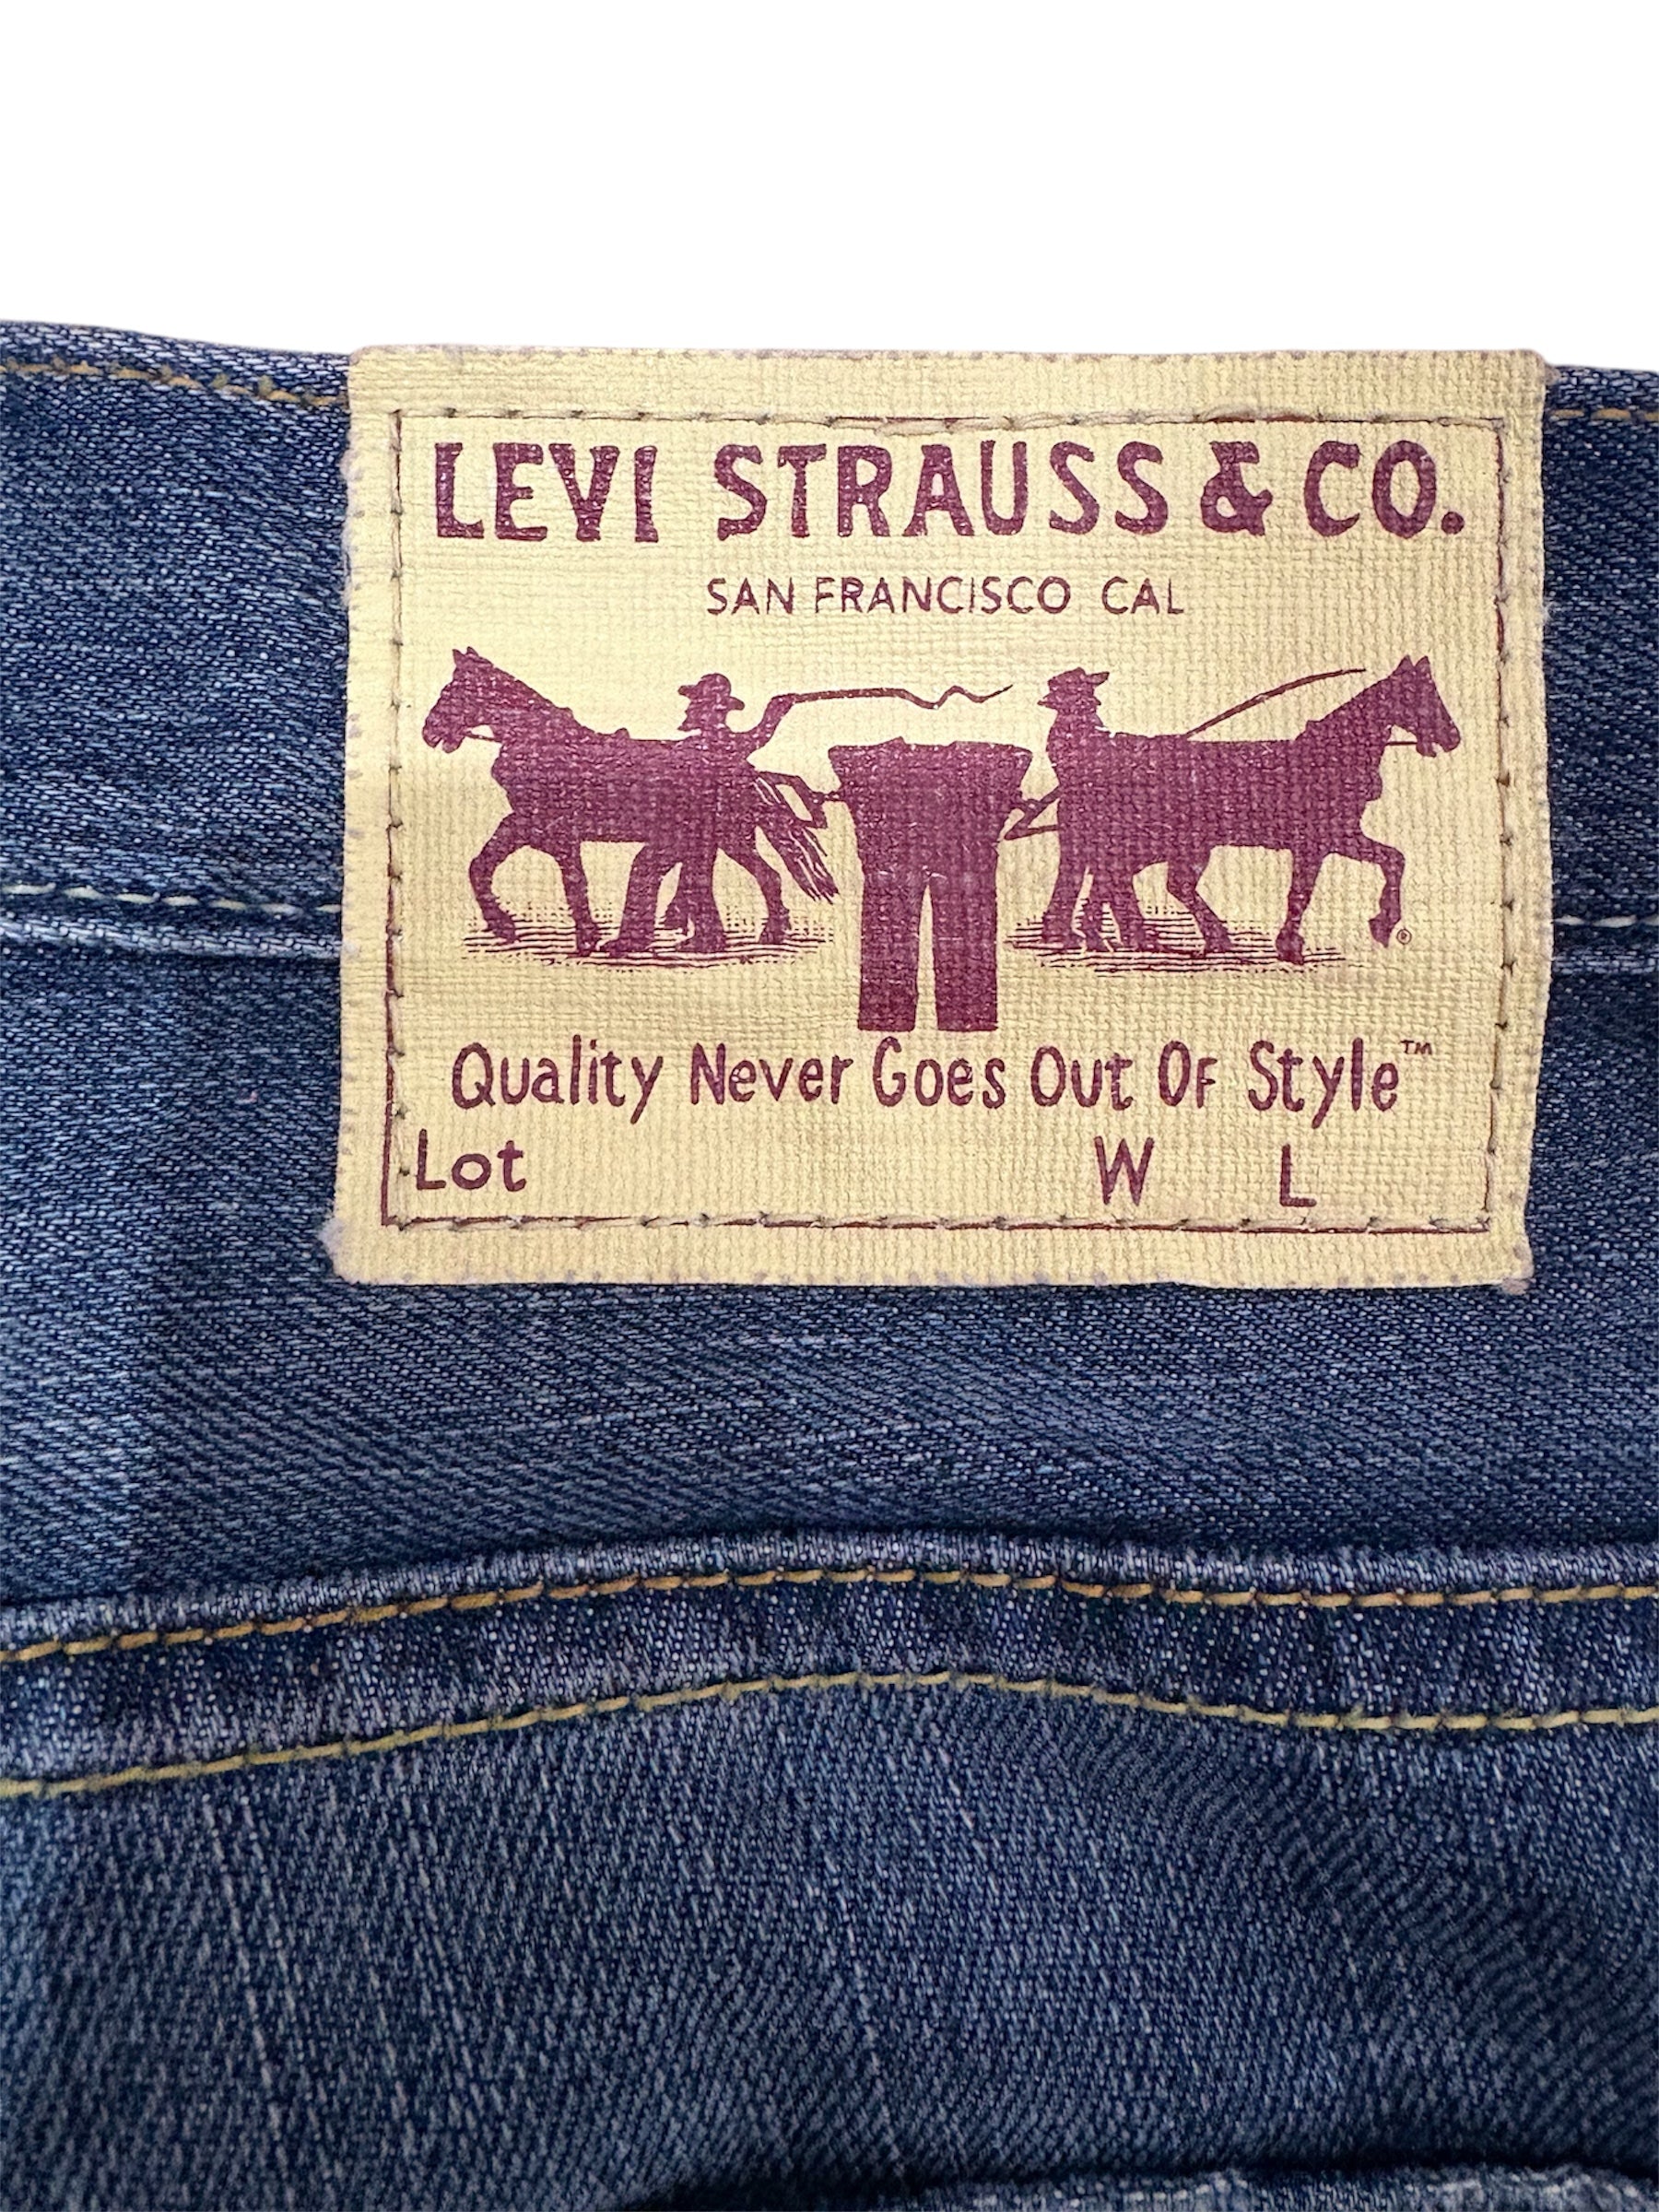 LEVI STRAUSS & CO.
SAN FRANCISCO CAL
®
Quality Never Goes Out Of Style™
Lot W L